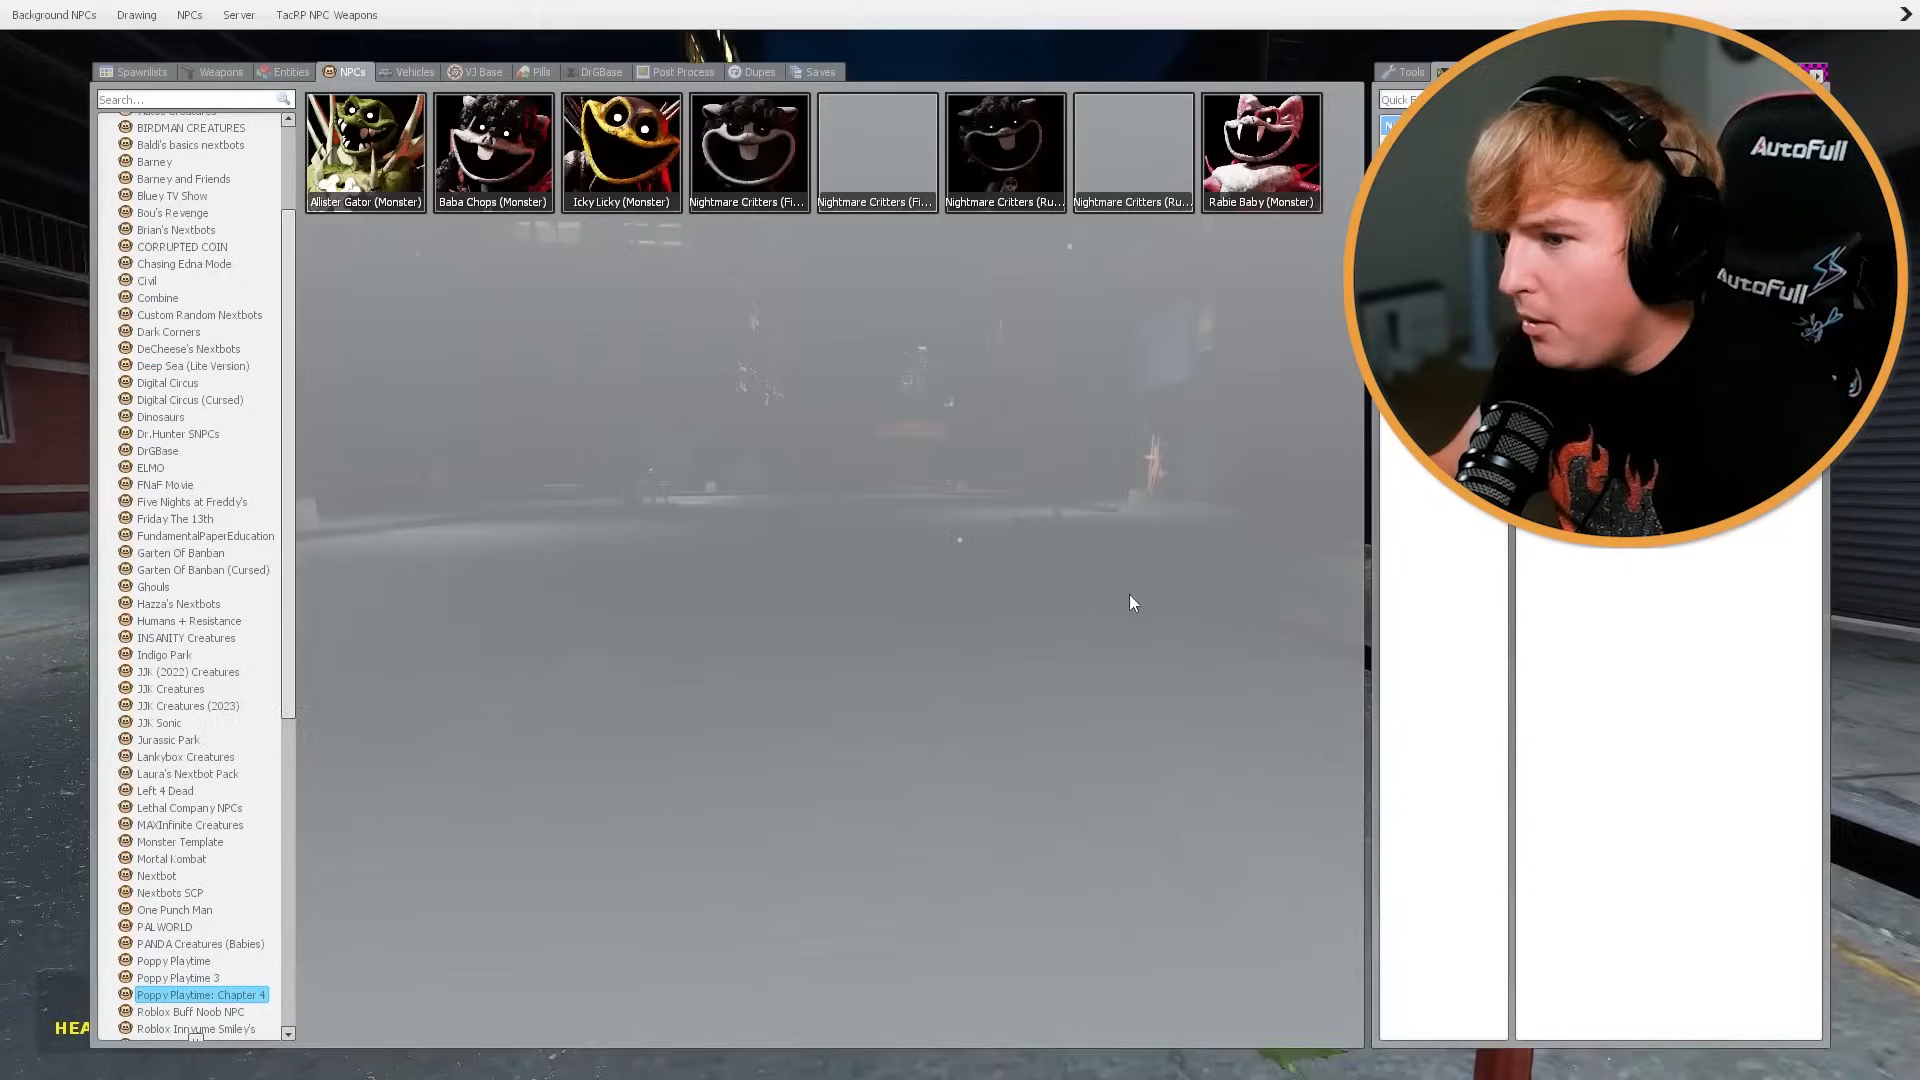 Background NPCs Drawing NPCs Server TacRP NPC Weapons
Spawnlists Weapons Entities NPCs Vehicles VJ Base Pills DrGBase Post Process Dupes Saves
Tools
Search...
Quick
BIRDMAN CREATURES
Baldi's basics nextbots
Barney
Barney and Friends
Bluey TV Show
Bou's Revenge
Brian's Nextbots
CORRUPTED COIN
Chasing Edna Mode
Civil
Combine
Custom Random Nextbots
Dark Corners
DeCheese's Nextbots
Deep Sea (Lite Version)
Digital Circus
Digital Circus (Cursed)
Dinosaurs
Dr.Hunter SNPCs
DrGBase
ELMO
FNaF Movie
Five Nights at Freddy's
Friday The 13th
FundamentalPaperEducation
Garten Of Banban
Garten Of Banban (Cursed)
Ghouls
Hazza's Nextbots
Humans + Resistance
INSANITY Creatures
Indigo Park
JJK (2022) Creatures
JJK Creatures
JJK Creatures (2023)
JJK Sonic
Jurassic Park
Lankybox Creatures
Laura's Nextbot Pack
Left 4 Dead
Lethal Company NPCs
MAXInfinite Creatures
Monster Template
Mortal Kombat
Nextbot
Nextbots SCP
One Punch Man
PALWORLD
PANDA Creatures (Babies)
Poppy Playtime
Poppy Playtime 3
Poppy Playtime: Chapter 4
Roblox Buff Noob NPC
Roblox Innyume Smiley's
Allister Gator (Monster)
Baba Chops (Monster)
Icky Licky (Monster)
Nightmare Critters (Fi...
Nightmare Critters (Fi...
Nightmare Critters (Ru...
Nightmare Critters (Ru...
Rabie Baby (Monster)
AutoFull
AutoFull
HEA